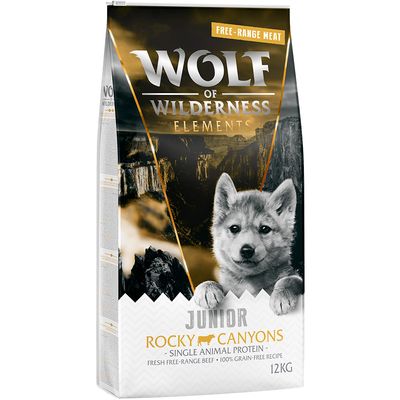 FREE-RANGE MEAT
WOLF
OF
WILDERNESS
ELEMENTS
JUNIOR
ROCKY CANYONS
- SINGLE ANIMAL PROTEIN -
FRESH FREE-RANGE BEEF • 100% GRAIN-FREE RECIPE
12KG